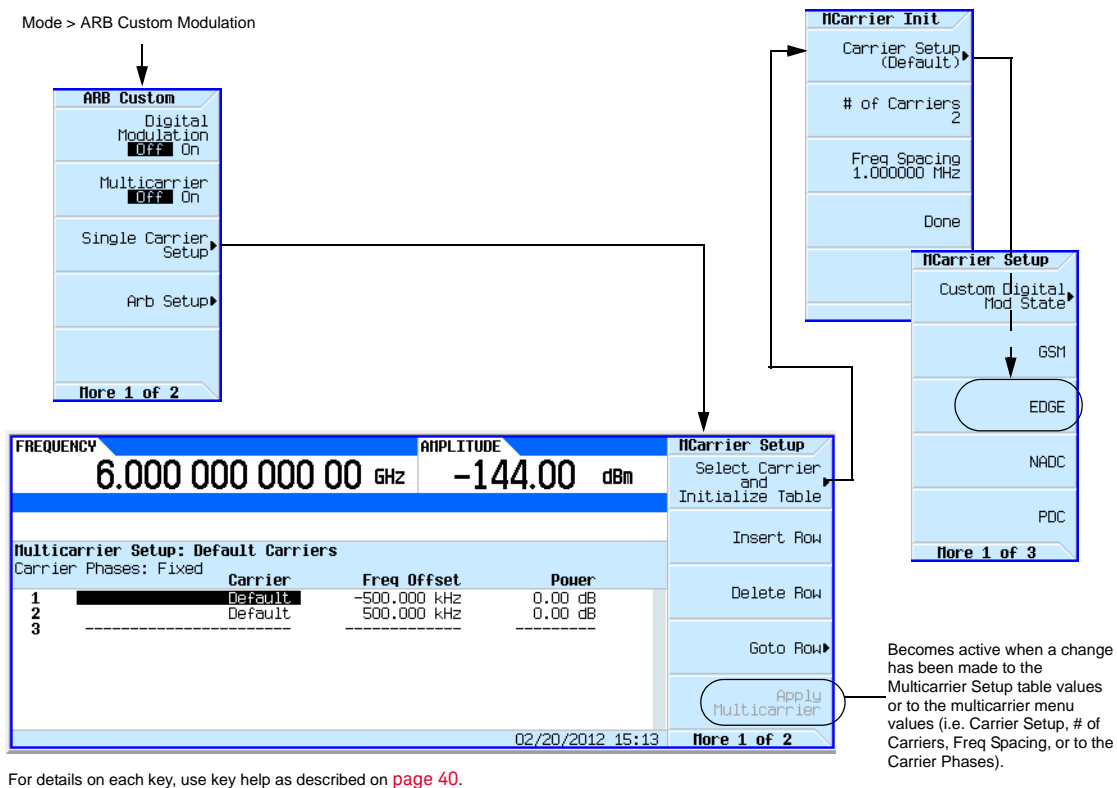 Mode > ARB Custom Modulation
ARB Custom
Digital
Modulation
Off On
Multicarrier
Off On
Single Carrier
Setup
Arb Setup
More 1 of 2
MCarrier Init
Carrier Setup
(Default)
# of Carriers
2
Freq Spacing
1.000000 MHz
Done
MCarrier Setup
Custom Digital
Mod State
GSM
EDGE
NADC
PDC
More 1 of 3
FREQUENCY
6.000 000 000 00 GHz
AMPLITUDE
-144.00 dBm
Multicarrier Setup: Default Carriers
Carrier Phases: Fixed
Carrier Freq Offset Power
1 Default -500.000 kHz 0.00 dB
2 Default 500.000 kHz 0.00 dB
3 ---------------------- ------------- ---------
02/20/2012 15:13
MCarrier Setup
Select Carrier
and
Initialize Table
Insert Row
Delete Row
Goto Row
Apply
Multicarrier
More 1 of 2
Becomes active when a change
has been made to the
Multicarrier Setup table values
or to the multicarrier menu
values (i.e. Carrier Setup, # of
Carriers, Freq Spacing, or to the
Carrier Phases).
For details on each key, use key help as described on page 40.